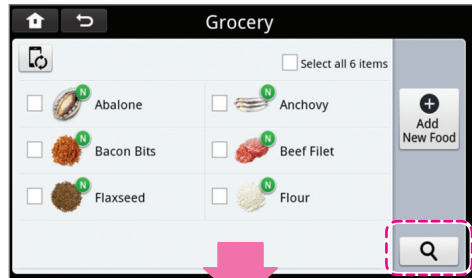 Grocery
Select all 6 items
N
Abalone
N
Anchovy
Add
New Food
N
Bacon Bits
N
Beef Filet
N
Flaxseed
N
Flour